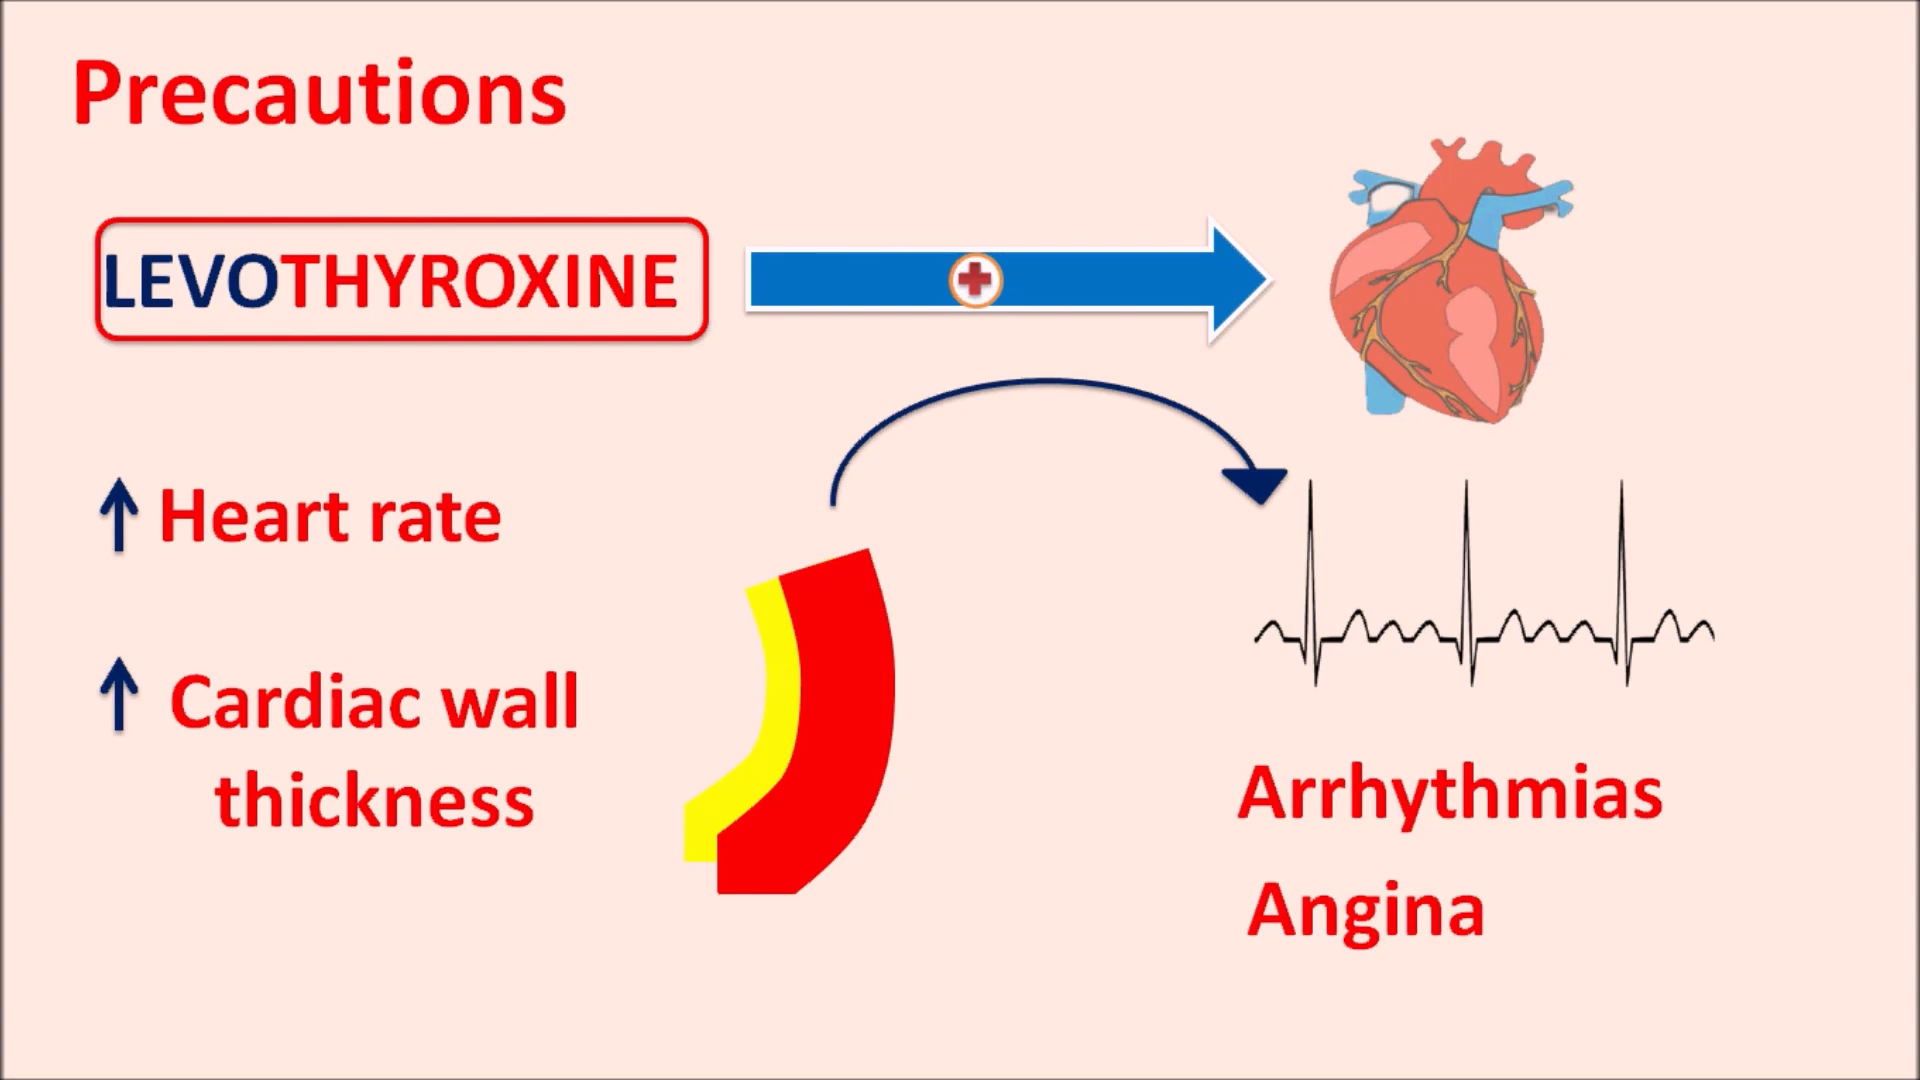 Precautions
LEVOTHYROXINE
Heart rate
Cardiac wall
thickness
Arrhythmias
Angina